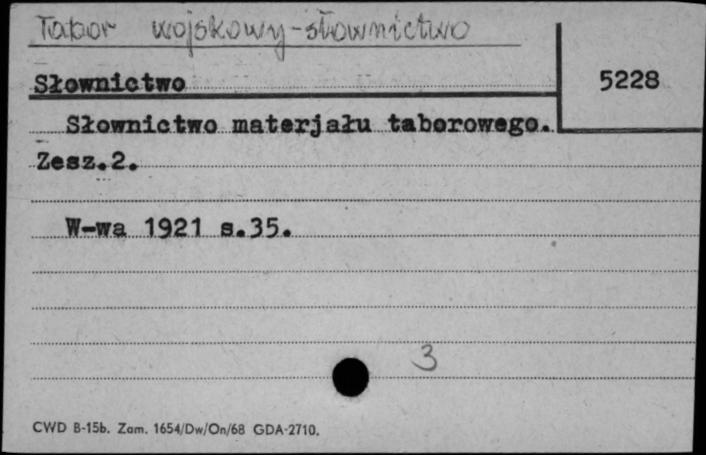 Tabor wojskowy-słownictwo
Słownictwo
5228
Słownictwo materjału taborowego.
Zesz.2.
W-wa 1921 s.35.
3
CWD B-15b. Zam. 1654/Dw/On/68 GDA-2710.